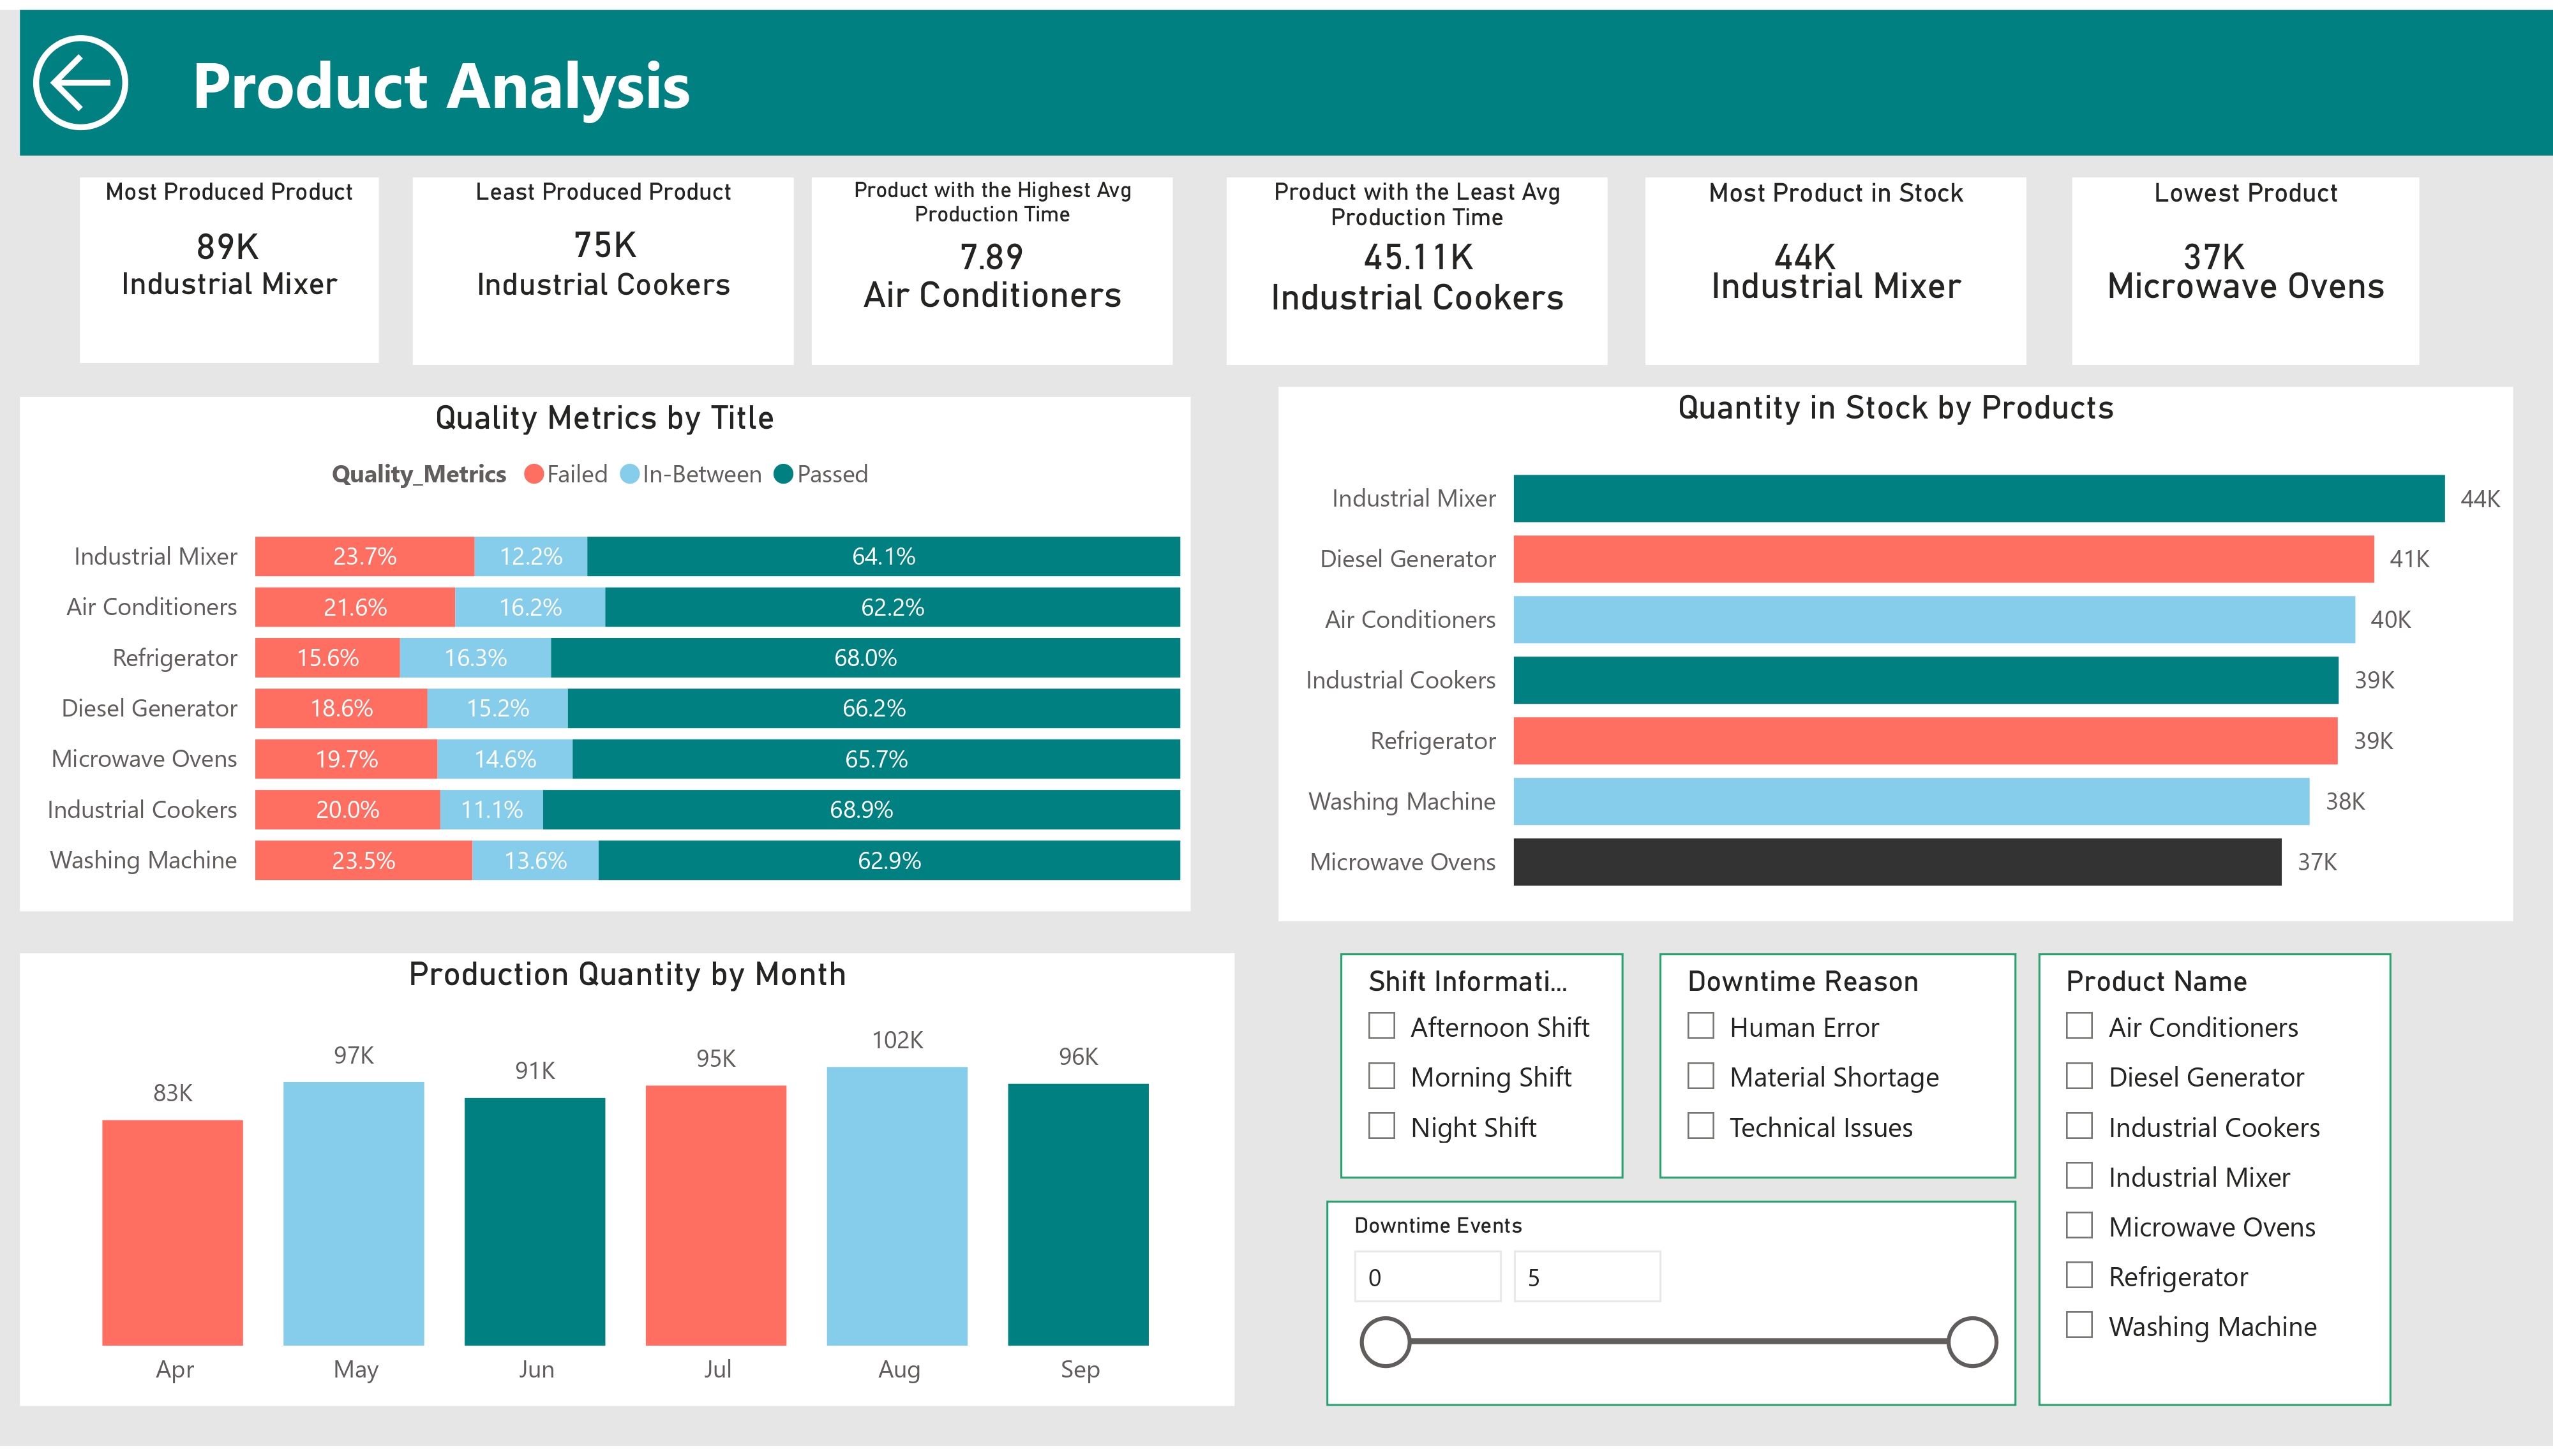 Product Analysis
Most Produced Product
89K
Industrial Mixer
Least Produced Product
75K
Industrial Cookers
Product with the Highest Avg
Production Time
7.89
Air Conditioners
Product with the Least Avg
Production Time
45.11K
Industrial Cookers
Most Product in Stock
44K
Industrial Mixer
Lowest Product
37K
Microwave Ovens
Quality Metrics by Title
Quality_Metrics Failed In-Between Passed
Industrial Mixer 23.7% 12.2% 64.1%
Air Conditioners 21.6% 16.2% 62.2%
Refrigerator 15.6% 16.3% 68.0%
Diesel Generator 18.6% 15.2% 66.2%
Microwave Ovens 19.7% 14.6% 65.7%
Industrial Cookers 20.0% 11.1% 68.9%
Washing Machine 23.5% 13.6% 62.9%
Quantity in Stock by Products
Industrial Mixer 44K
Diesel Generator 41K
Air Conditioners 40K
Industrial Cookers 39K
Refrigerator 39K
Washing Machine 38K
Microwave Ovens 37K
Production Quantity by Month
83K 97K 91K 95K 102K 96K
Apr May Jun Jul Aug Sep
Shift Informati...
Afternoon Shift
Morning Shift
Night Shift
Downtime Reason
Human Error
Material Shortage
Technical Issues
Downtime Events
0 5
Product Name
Air Conditioners
Diesel Generator
Industrial Cookers
Industrial Mixer
Microwave Ovens
Refrigerator
Washing Machine